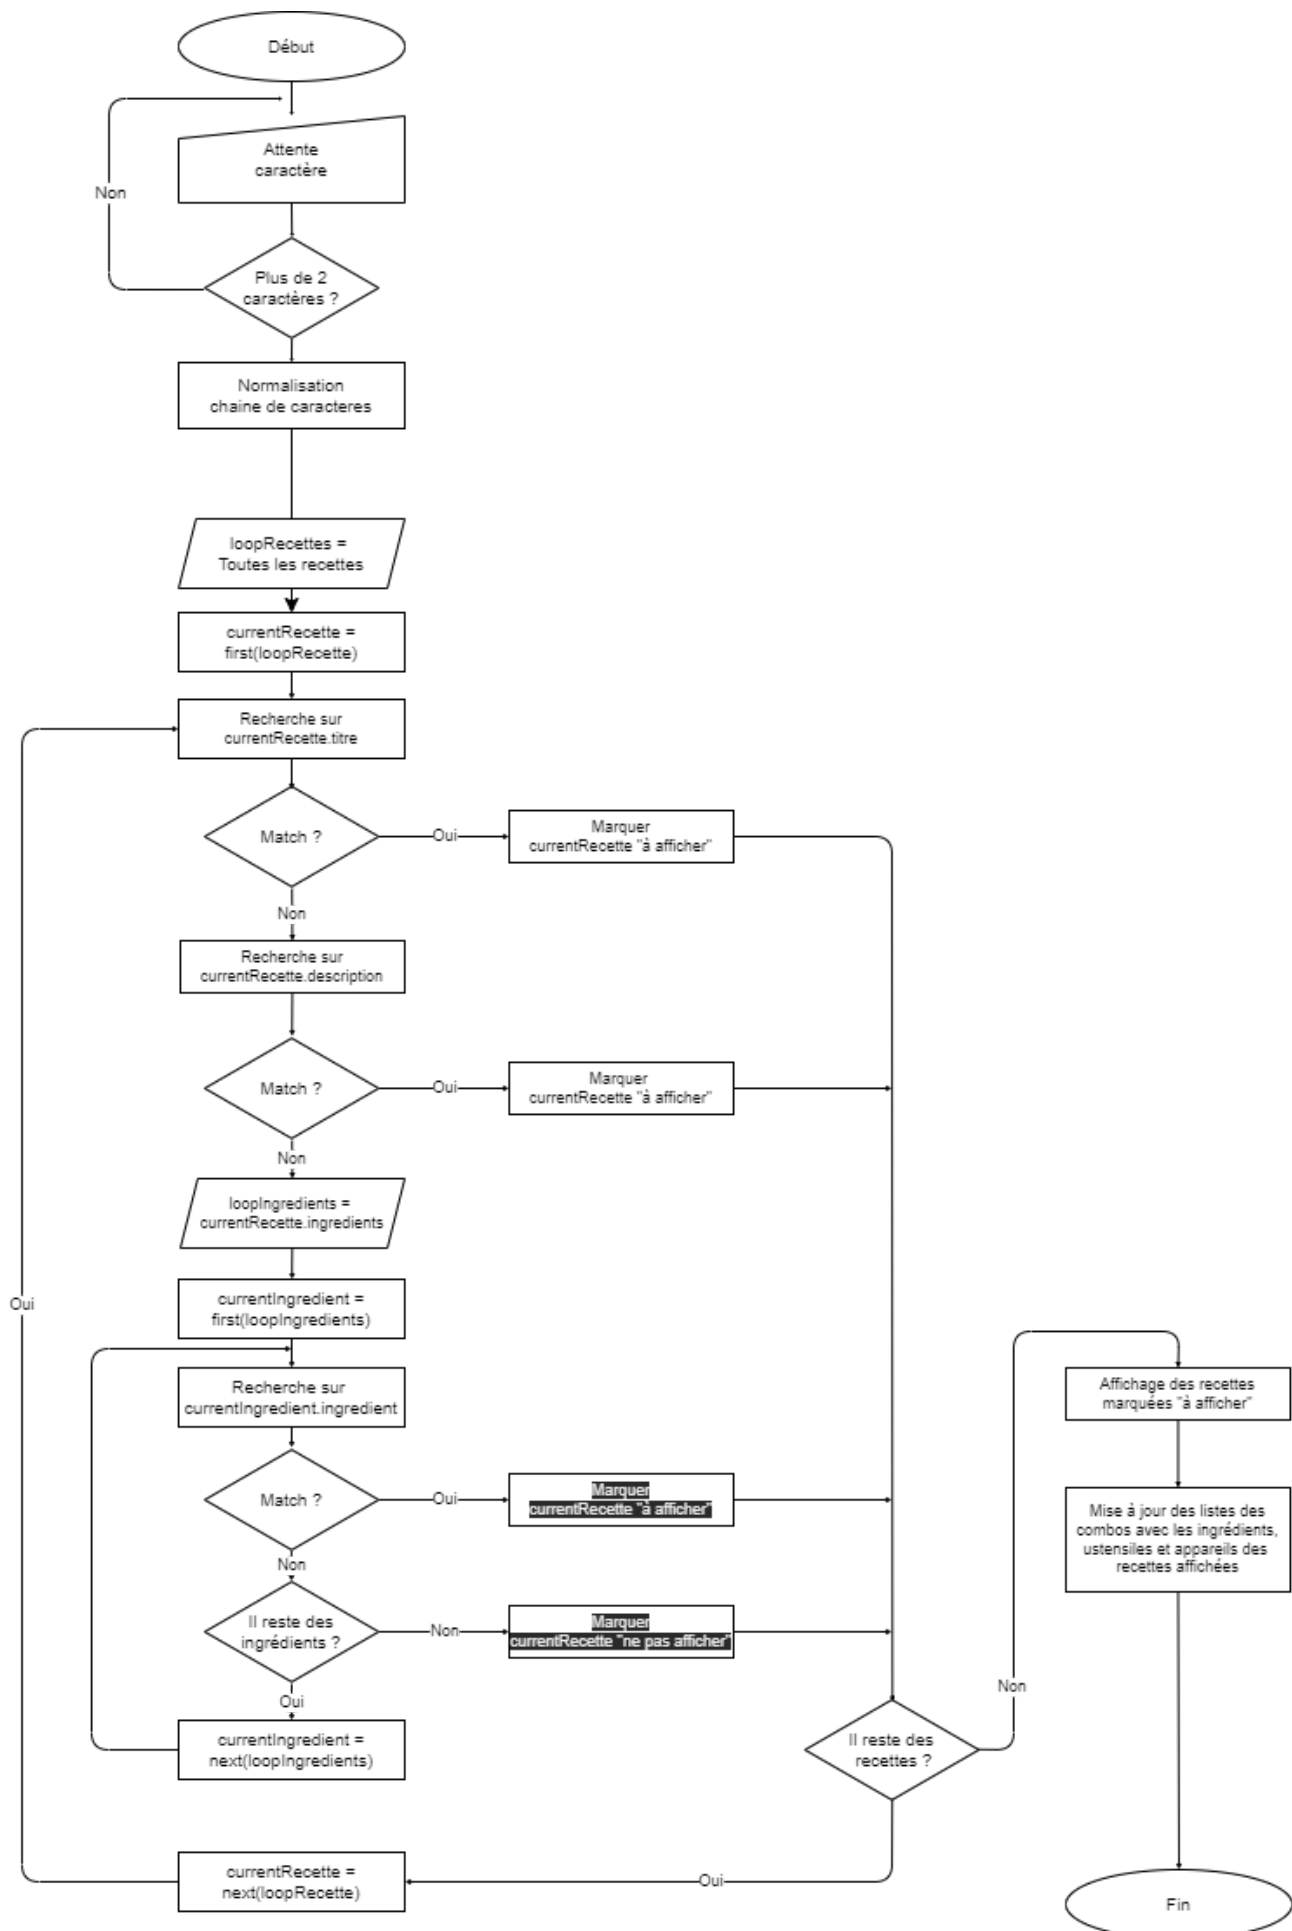 Début
Attente
caractère
Non
Plus de 2
caractères ?
Normalisation
chaine de caracteres
loopRecettes =
Toutes les recettes
currentRecette =
first(loopRecette)
Recherche sur
currentRecette.titre
Match ?
Oui
Marquer
currentRecette "à afficher"
Non
Recherche sur
currentRecette.description
Match ?
Oui
Marquer
currentRecette "à afficher"
Non
loopIngredients =
currentRecette.ingredients
currentIngredient =
first(loopIngredients)
Oui
Recherche sur
currentIngredient.ingredient
Match ?
Oui
Marquer
currentRecette "à afficher"
Non
Il reste des
ingrédients ?
Non
Marquer
currentRecette "ne pas afficher"
Oui
currentIngredient =
next(loopIngredients)
Il reste des
recettes ?
Non
Oui
currentRecette =
next(loopRecette)
Affichage des recettes
marquées "à afficher"
Mise à jour des listes des
combos avec les ingrédients,
ustensiles et appareils des
recettes affichées
Fin